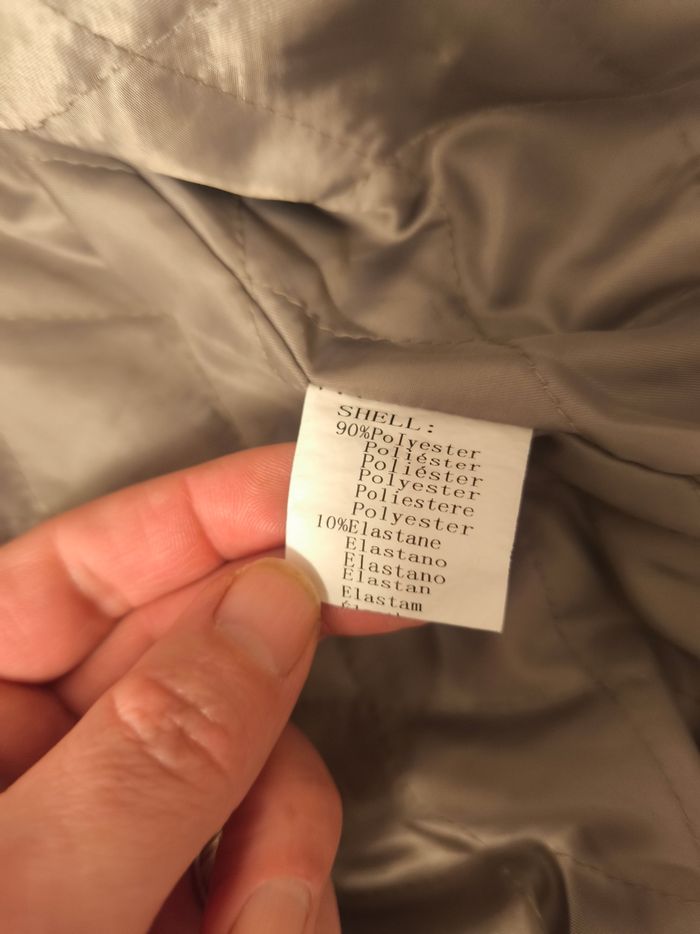 SHELL:
90%Polyester
Poliéster
Poliéster
Polyester
Poliestere
Polyester
10%Elastane
Elastano
Elastano
Elastan
Elastam